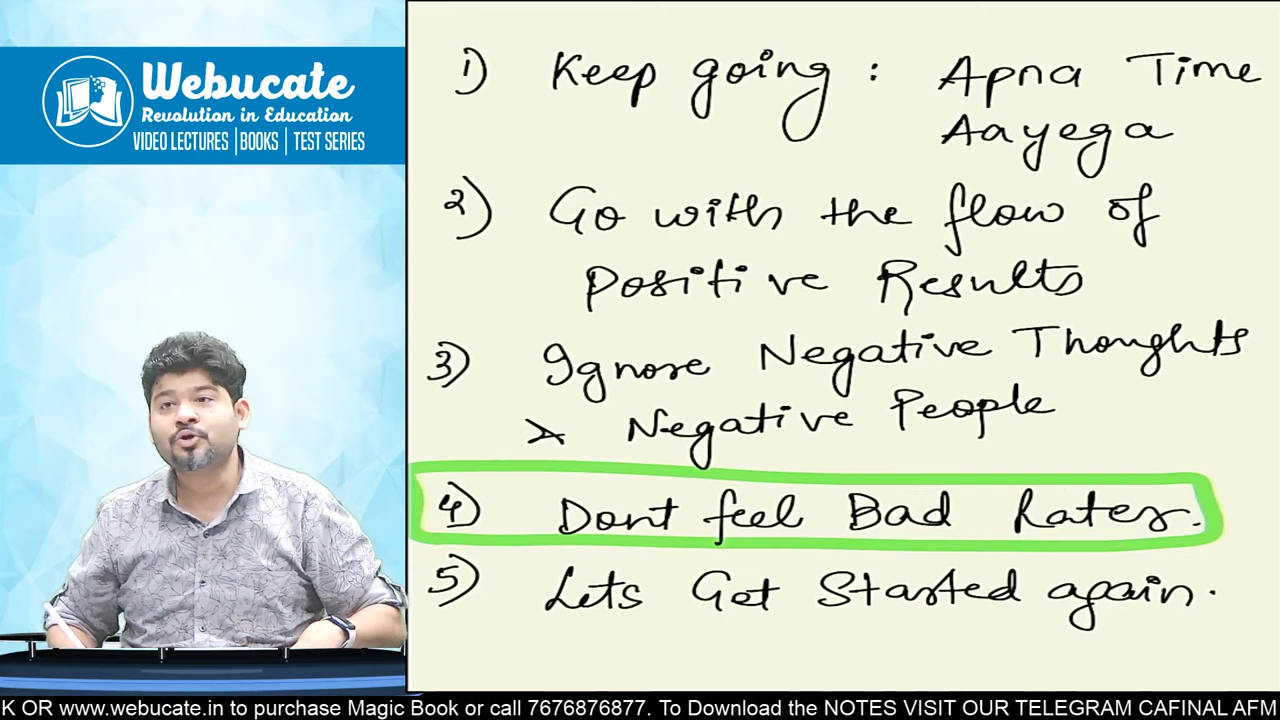 Webucate
Revolution in Education
VIDEO LECTURES | BOOKS | TEST SERIES
1) Keep going : Apna Time
Aayega
2) Go with the flow of
Positive Results
3) Ignore Negative Thoughts
Negative People
4) Dont feel Bad Later.
5) Lets Get Started again.
K OR www.webucate.in to purchase Magic Book or call 7676876877. To Download the NOTES VISIT OUR TELEGRAM CAFINAL AFM